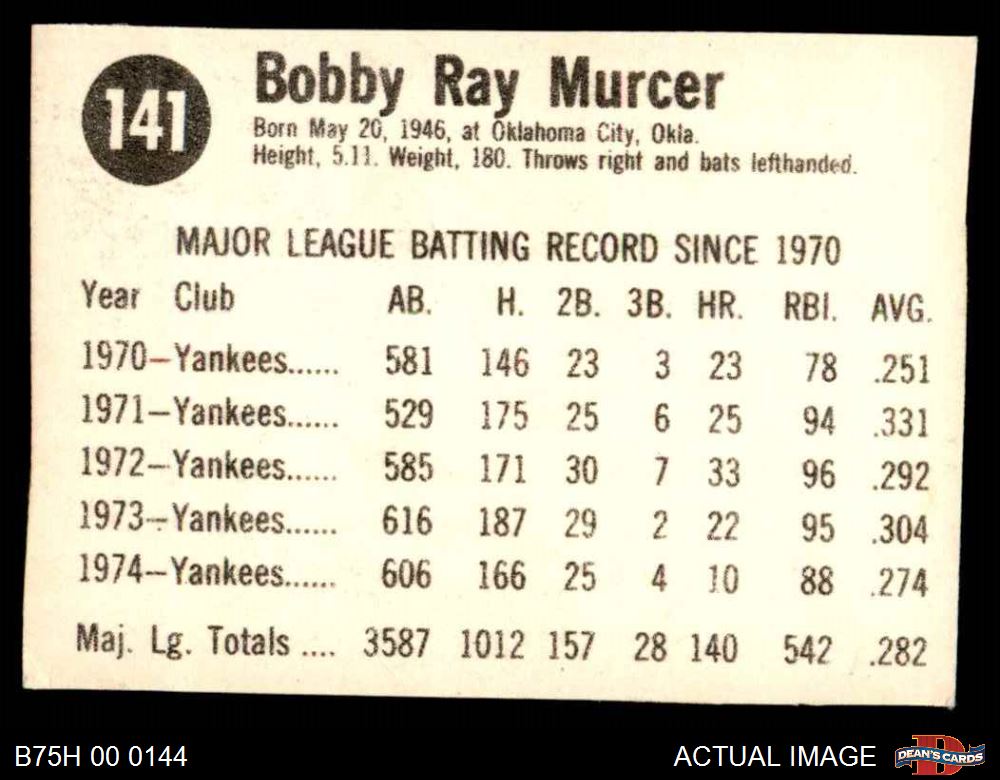 141
Bobby Ray Murcer
Born May 20, 1946, at Oklahoma City, Okla.
Height, 5.11. Weight, 180. Throws right and bats lefthanded.
MAJOR LEAGUE BATTING RECORD SINCE 1970
Year Club AB. H. 2B. 3B. HR. RBI. AVG.
1970—Yankees...... 581 146 23 3 23 78 .251
1971—Yankees...... 529 175 25 6 25 94 .331
1972—Yankees...... 585 171 30 7 33 96 .292
1973—Yankees...... 616 187 29 2 22 95 .304
1974—Yankees...... 606 166 25 4 10 88 .274
Maj. Lg. Totals .... 3587 1012 157 28 140 542 .282
B75H 00 0144
ACTUAL IMAGE
DEAN'S CARDS